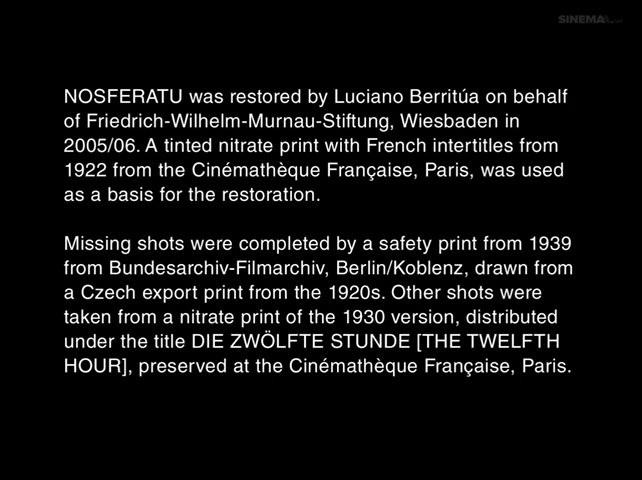 SINEMA
NOSFERATU was restored by Luciano Berritúa on behalf
of Friedrich-Wilhelm-Murnau-Stiftung, Wiesbaden in
2005/06. A tinted nitrate print with French intertitles from
1922 from the Cinémathèque Française, Paris, was used
as a basis for the restoration.
Missing shots were completed by a safety print from 1939
from Bundesarchiv-Filmarchiv, Berlin/Koblenz, drawn from
a Czech export print from the 1920s. Other shots were
taken from a nitrate print of the 1930 version, distributed
under the title DIE ZWÖLFTE STUNDE [THE TWELFTH
HOUR], preserved at the Cinémathèque Française, Paris.